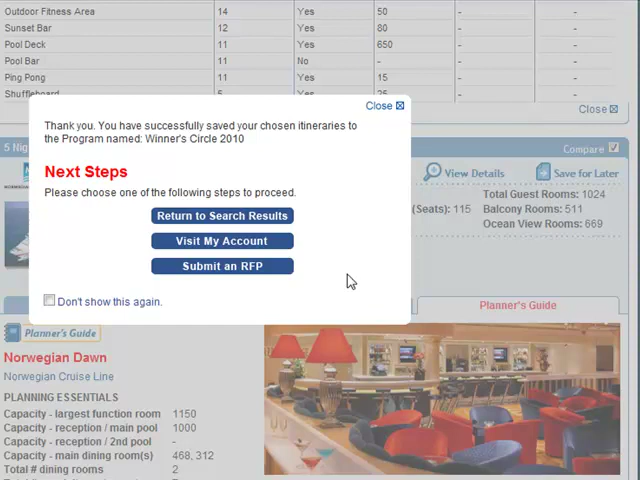 Outdoor Fitness Area 14 Yes 50 - -
Sunset Bar 12 Yes 80 - -
Pool Deck 11 Yes 650 - -
Pool Bar 11 No - - -
Ping Pong 11 Yes 15 - -
Shuffleboard 11 Yes 25 - -
Close
Close
Thank you. You have successfully saved your chosen itineraries to
the Program named: Winner's Circle 2010
Next Steps
Please choose one of the following steps to proceed.
Return to Search Results
Visit My Account
Submit an RFP
Don't show this again.
5 Nig
Compare
View Details
Save for Later
Total Guest Rooms: 1024
(Seats): 115 Balcony Rooms: 511
Ocean View Rooms: 669
Planner's Guide
Planner's Guide
Norwegian Dawn
Norwegian Cruise Line
PLANNING ESSENTIALS
Capacity - largest function room 1150
Capacity - reception / main pool 1000
Capacity - reception / 2nd pool -
Capacity - main dining room(s) 468, 312
Total # dining rooms 2